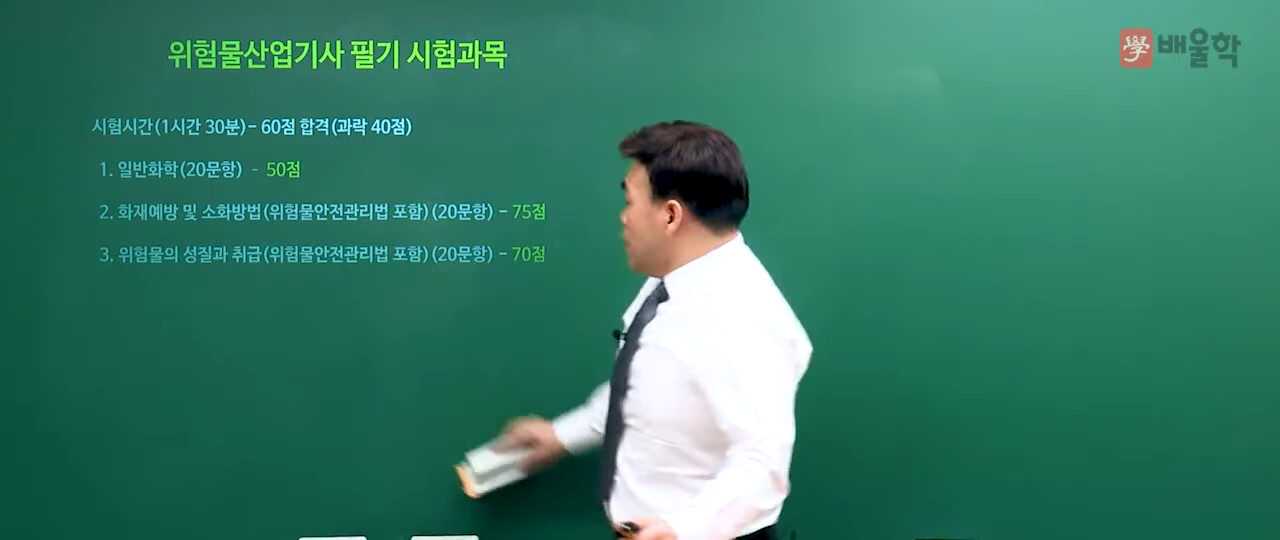 위험물산업기사 필기 시험과목
學 배울학
시험시간(1시간 30분) - 60점 합격(과락 40점)
1. 일반화학(20문항) - 50점
2. 화재예방 및 소화방법(위험물안전관리법 포함) (20문항) - 75점
3. 위험물의 성질과 취급(위험물안전관리법 포함) (20문항) - 70점